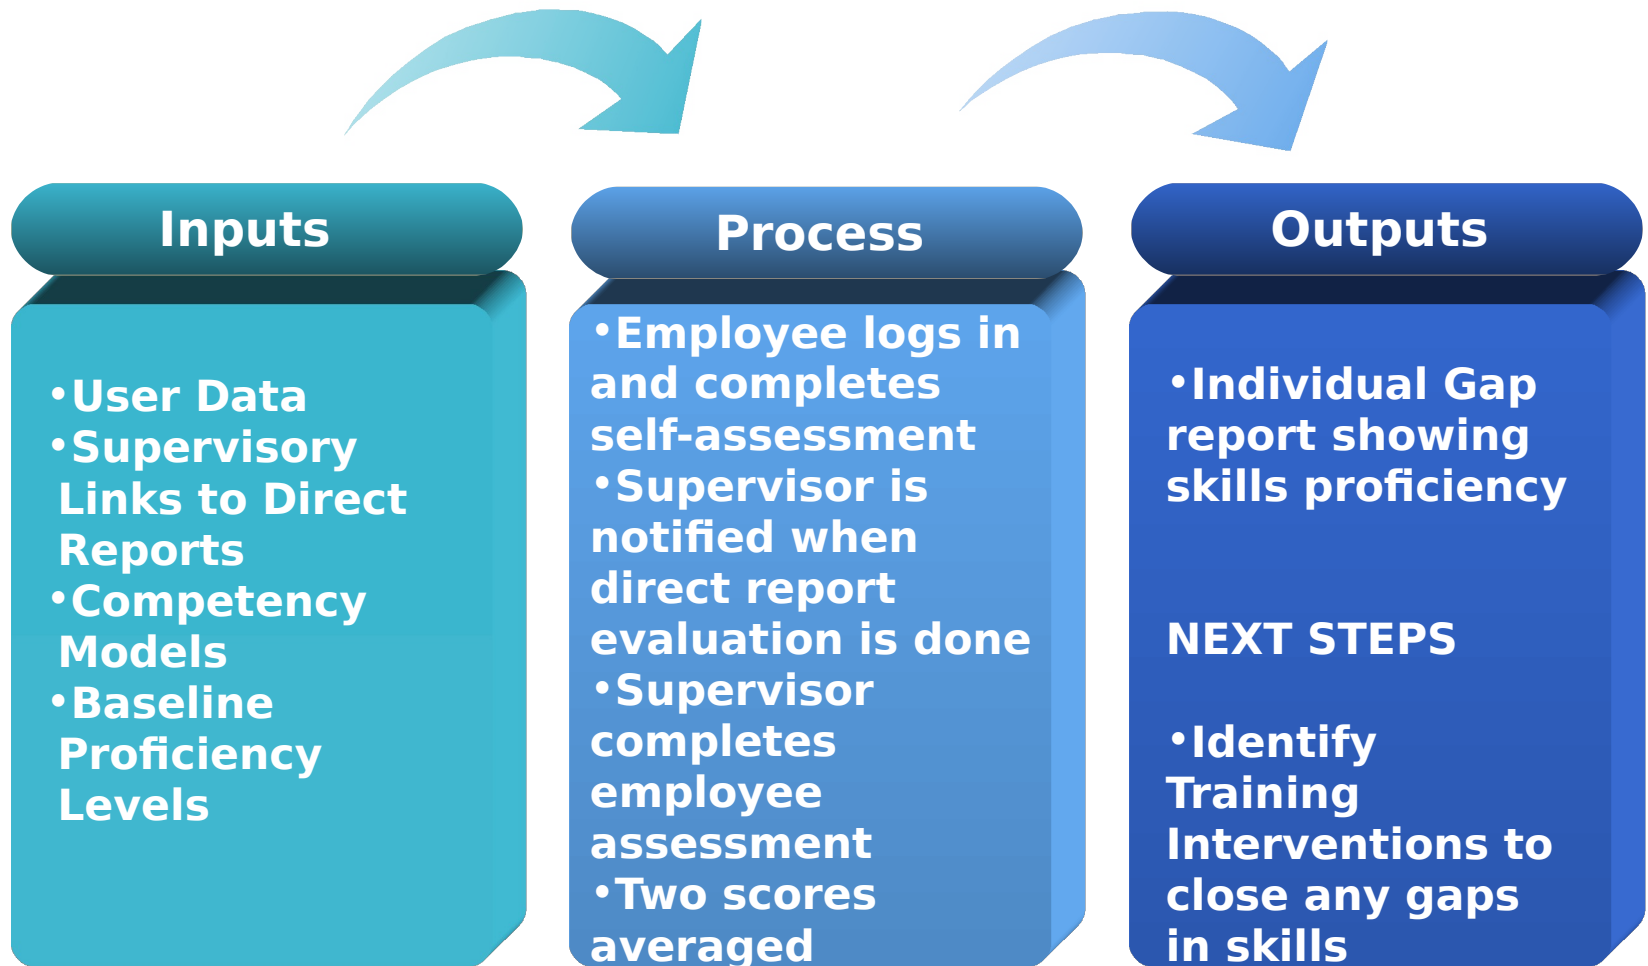 Inputs
•User Data
•Supervisory
Links to Direct
Reports
•Competency
Models
•Baseline
Proficiency
Levels
Process
•Employee logs in
and completes
self-assessment
•Supervisor is
notified when
direct report
evaluation is done
•Supervisor
completes
employee
assessment
•Two scores
averaged
Outputs
•Individual Gap
report showing
skills proficiency
NEXT STEPS
•Identify
Training
Interventions to
close any gaps
in skills